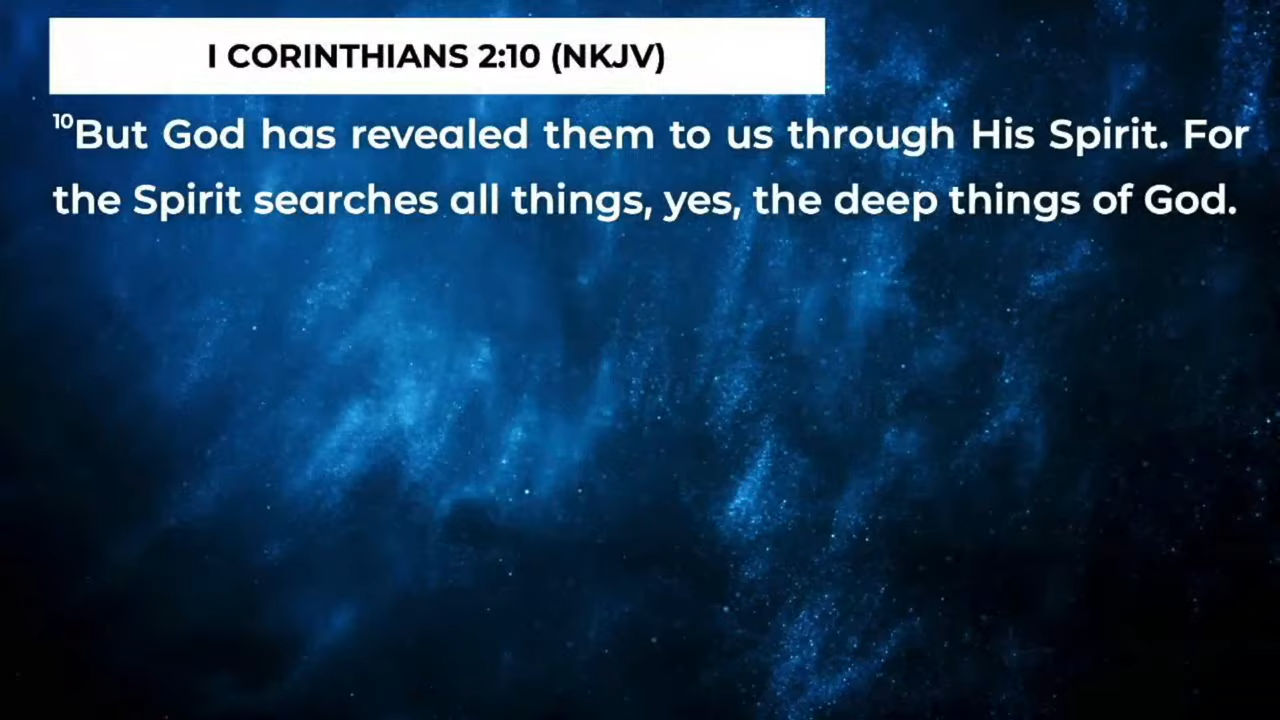 I CORINTHIANS 2:10 (NKJV)
¹⁰But God has revealed them to us through His Spirit. For
the Spirit searches all things, yes, the deep things of God.